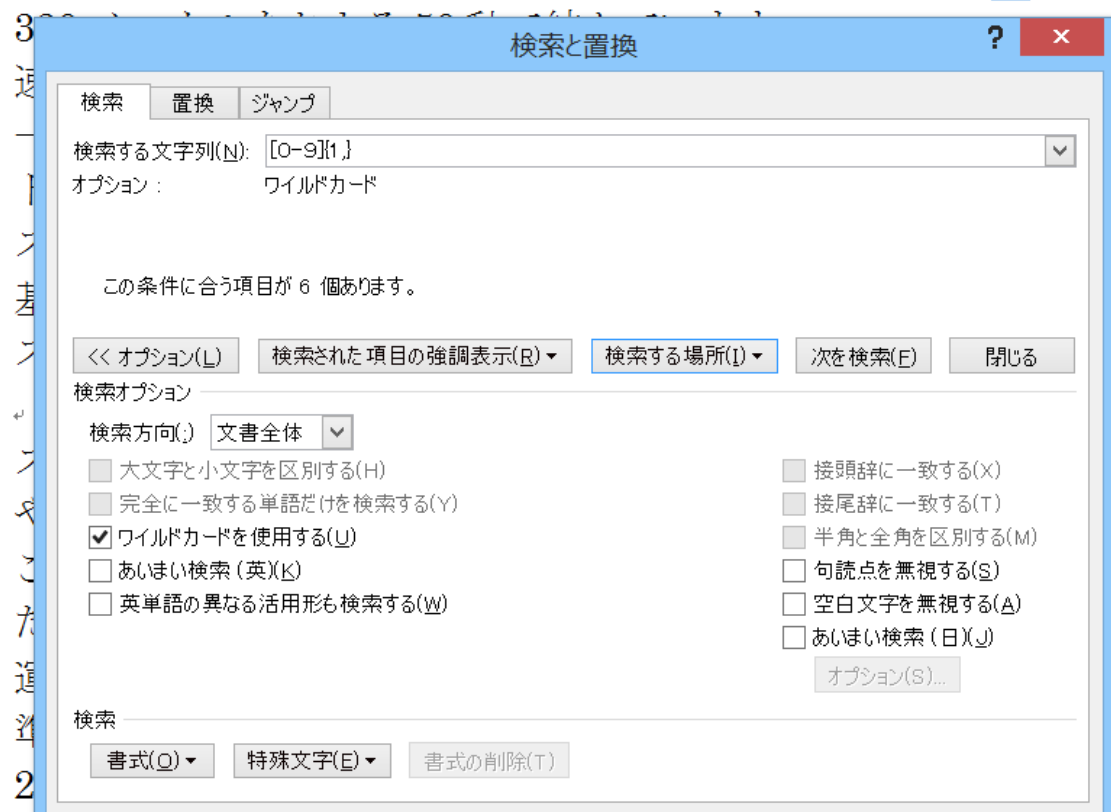 検索と置換 ?
検索 置換 ジャンプ
検索する文字列(N): [0-9]{1,}
オプション : ワイルドカード
この条件に合う項目が 6 個あります。
<< オプション(L) 検索された項目の強調表示(R) 検索する場所(I) 次を検索(F) 閉じる
検索オプション
検索方向(:) 文書全体
大文字と小文字を区別する(H) 接頭辞に一致する(X)
完全に一致する単語だけを検索する(Y) 接尾辞に一致する(T)
ワイルドカードを使用する(U) 半角と全角を区別する(M)
あいまい検索 (英)(K) 句読点を無視する(S)
英単語の異なる活用形も検索する(W) 空白文字を無視する(A)
あいまい検索 (日)(J)
オプション(S)...
検索
書式(O) 特殊文字(E) 書式の削除(T)